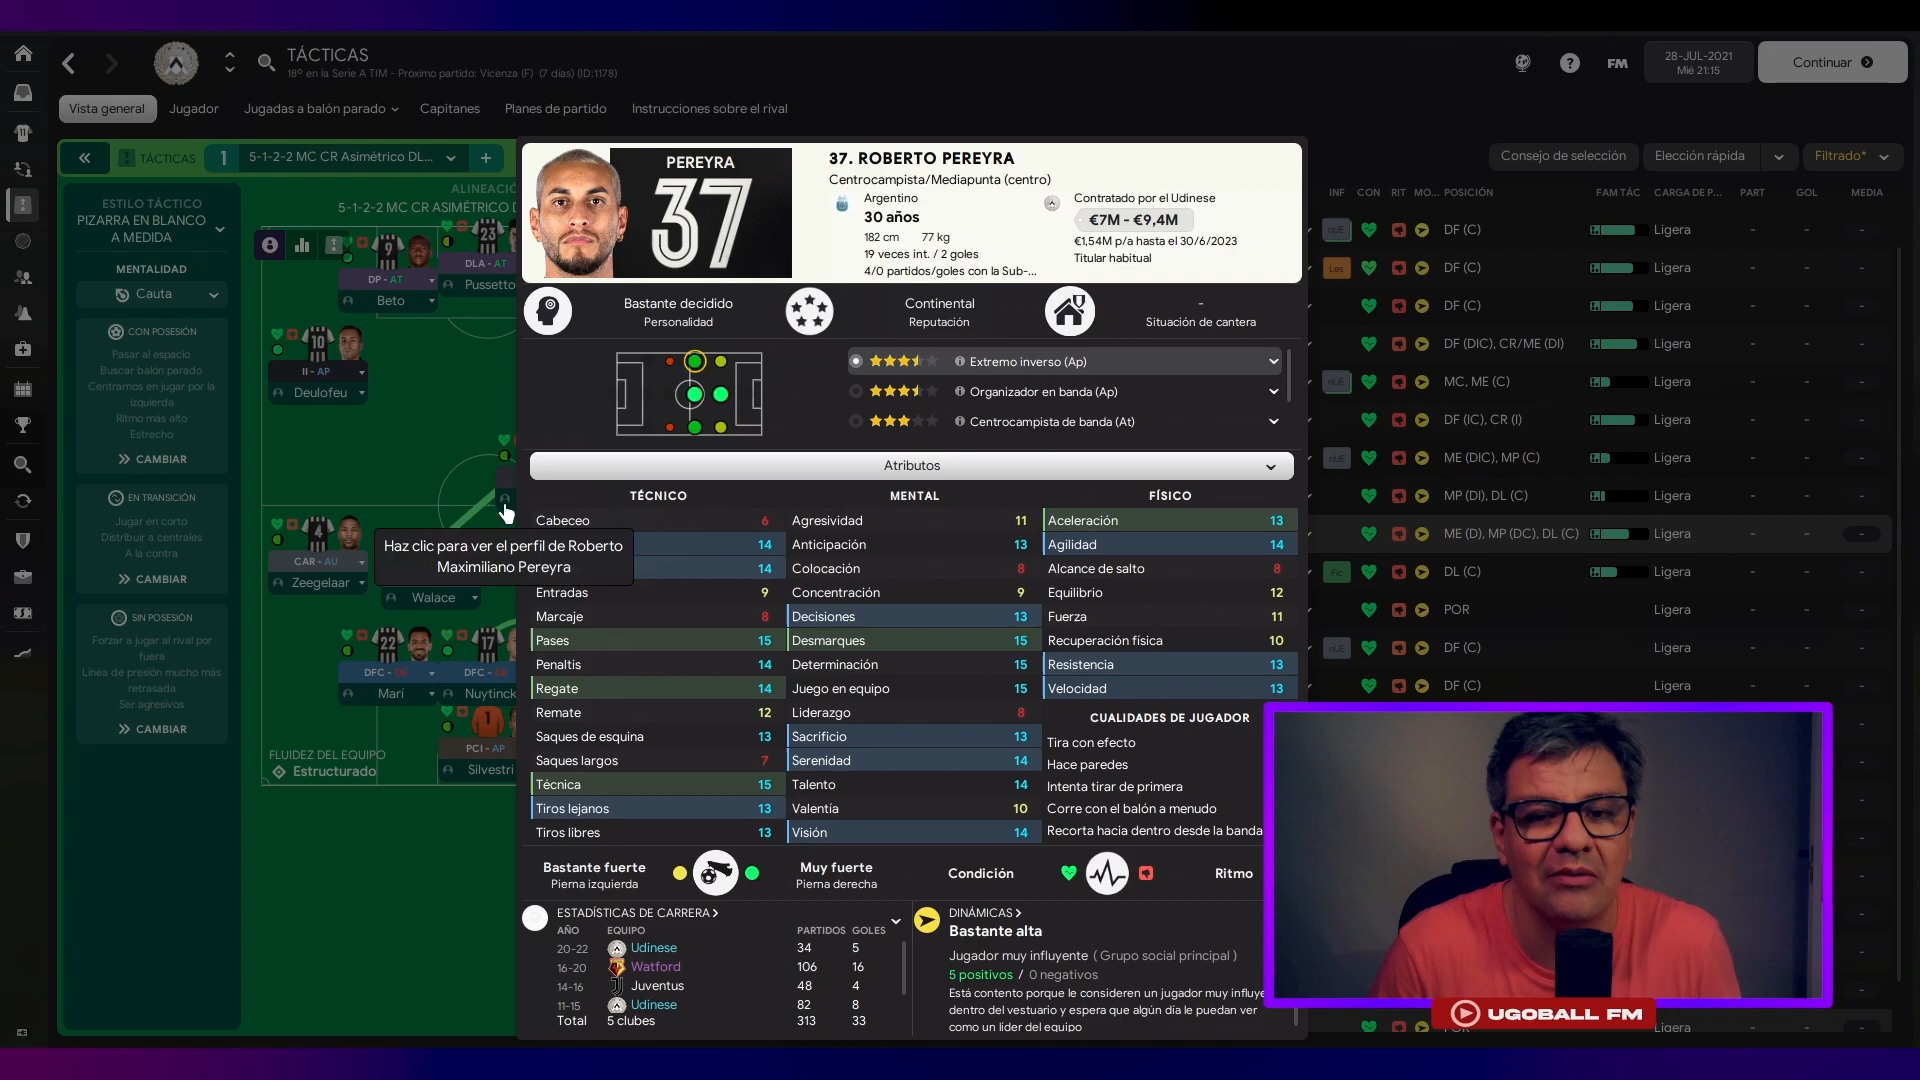 TÁCTICAS
18º en la Serie A TIM - Próximo partido: Vicenza (F) (7 días) (ID:1178)
FM
28-JUL-2021
Mié 21:15
Continuar
Vista general
Jugador
Jugadas a balón parado
Capitanes
Planes de partido
Instrucciones sobre el rival
TÁCTICAS
1
5-1-2-2 MC CR Asimétrico DL...
Consejo de selección
Elección rápida
Filtrado*
ESTILO TÁCTICO
PIZARRA EN BLANCO
A MEDIDA
MENTALIDAD
Cauta
CON POSESIÓN
Pasar al espacio
Buscar balón parado
Centrarnos en jugar por la
izquierda
Ritmo más alto
Estrecho
CAMBIAR
EN TRANSICIÓN
Jugar en corto
Distribuir a centrales
A la contra
CAMBIAR
SIN POSESIÓN
Forzar a jugar al rival por
fuera
Línea de presión mucho más
retrasada
Ser agresivos
CAMBIAR
5-1-2-2 MC CR ASIMÉTRICO D
9
DP - AT
Beto
23
DLA - AT
Pussetto
10
II - AP
Deulofeu
4
CAR - AU
Zeegelaar
Walace
22
DFC - DE
Marí
17
DFC - DE
Nuytinck
1
PCI - AP
Silvestri
FLUIDEZ DEL EQUIPO
Estructurado
Haz clic para ver el perfil de Roberto
Maximiliano Pereyra
PEREYRA
37
37. ROBERTO PEREYRA
Centrocampista/Mediapunta (centro)
Argentino
30 años
182 cm 77 kg
19 veces int. / 2 goles
4/0 partidos/goles con la Sub-...
Contratado por el Udinese
€7M - €9,4M
€1,54M p/a hasta el 30/6/2023
Titular habitual
Bastante decidido
Personalidad
Continental
Reputación
-
Situación de cantera
Extremo inverso (Ap)
Organizador en banda (Ap)
Centrocampista de banda (At)
Atributos
TÉCNICO
Cabeceo 6
14
14
Entradas 9
Marcaje 8
Pases 15
Penaltis 14
Regate 14
Remate 12
Saques de esquina 13
Saques largos 7
Técnica 15
Tiros lejanos 13
Tiros libres 13
MENTAL
Agresividad 11
Anticipación 13
Colocación 8
Concentración 9
Decisiones 13
Desmarques 15
Determinación 15
Juego en equipo 15
Liderazgo 8
Sacrificio 13
Serenidad 14
Talento 14
Valentía 10
Visión 14
FÍSICO
Aceleración 13
Agilidad 14
Alcance de salto 8
Equilibrio 12
Fuerza 11
Recuperación física 10
Resistencia 13
Velocidad 13
CUALIDADES DE JUGADOR
Tira con efecto
Hace paredes
Intenta tirar de primera
Corre con el balón a menudo
Recorta hacia dentro desde la banda
Bastante fuerte
Pierna izquierda
Muy fuerte
Pierna derecha
Condición
Ritmo
ESTADÍSTICAS DE CARRERA
AÑO EQUIPO PARTIDOS GOLES
20-22 Udinese 34 5
16-20 Watford 106 16
14-16 Juventus 48 4
11-15 Udinese 82 8
Total 5 clubes 313 33
DINÁMICAS
Bastante alta
Jugador muy influyente ( Grupo social principal )
5 positivos / 0 negativos
Está contento porque le consideren un jugador muy influye
dentro del vestuario y espera que algún día le puedan ver
como un líder del equipo
INF CON RIT MO... POSICIÓN FAM TÁC CARGA DE P... PART GOL MEDIA
nUE DF (C) Ligera - - -
Les DF (C) Ligera - - -
DF (C) Ligera - - -
DF (DIC), CR/ME (DI) Ligera - - -
nUE MC, ME (C) Ligera - - -
DF (IC), CR (I) Ligera - - -
nUE ME (DIC), MP (C) Ligera - - -
MP (DI), DL (C) Ligera - - -
ME (D), MP (DC), DL (C) Ligera - - -
Fic DL (C) Ligera - - -
POR Ligera - - -
nUE DF (C) Ligera - - -
DF (C) Ligera - - -
UGOBALL FM